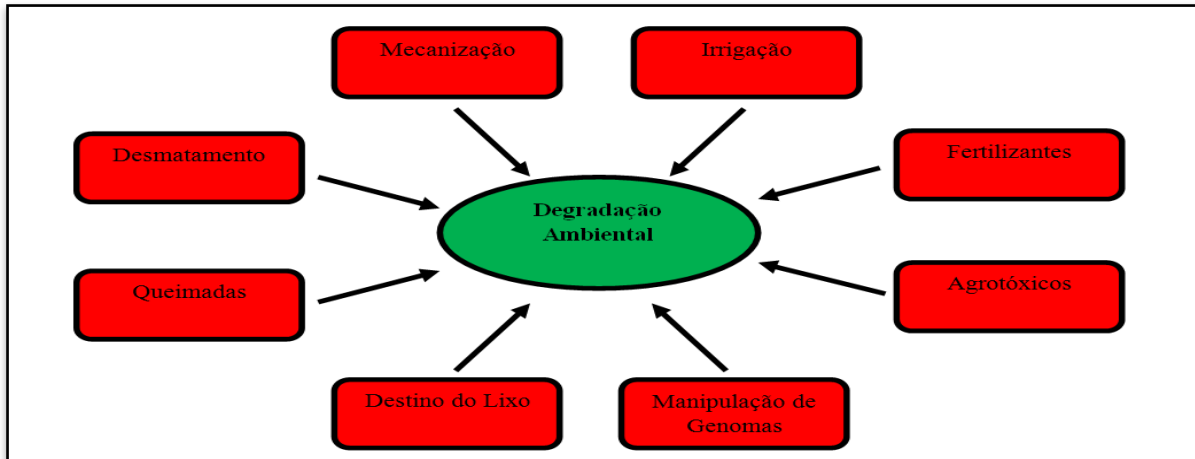 Mecanização
Irrigação
Desmatamento
Fertilizantes
Degradação
Ambiental
Queimadas
Agrotóxicos
Destino do Lixo
Manipulação de
Genomas